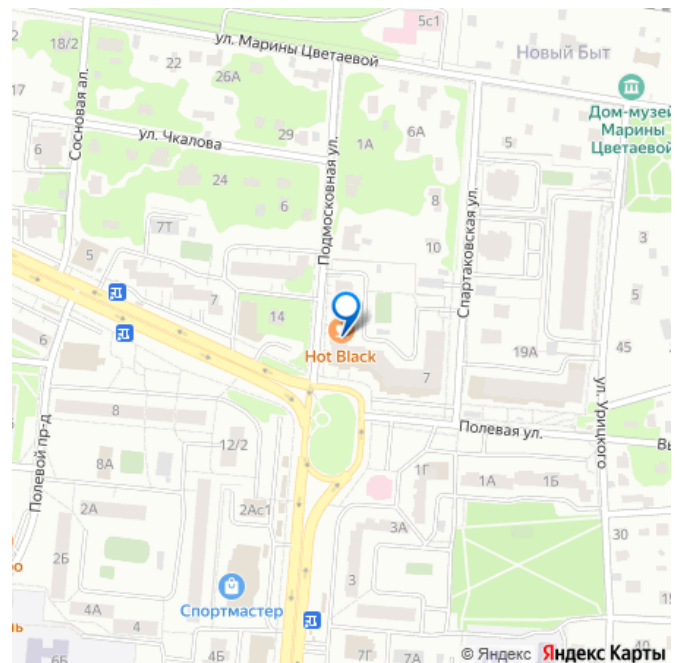 5с1
18/2
ул. Марины Цветаевой
Новый Быт
22
26А
17
Дом-музей
Марины
Цветаевой
Сосновая ал.
ул. Чкалова
29
1А
6А
5
6
24
6
8
Подмосковная ул.
Спартаковская ул.
7Т
10
3
5
7
14
Hot Black
7
19А
45
6
8
Полевая ул.
ул. Урицкого
12/2
Полевой пр-д
8А
1Г
1А
1Б
2А
2Ас1
3А
30
2Б
3
Спортмастер
4А
4Б
6Б
7Г
7А
© Яндекс Яндекс Карты